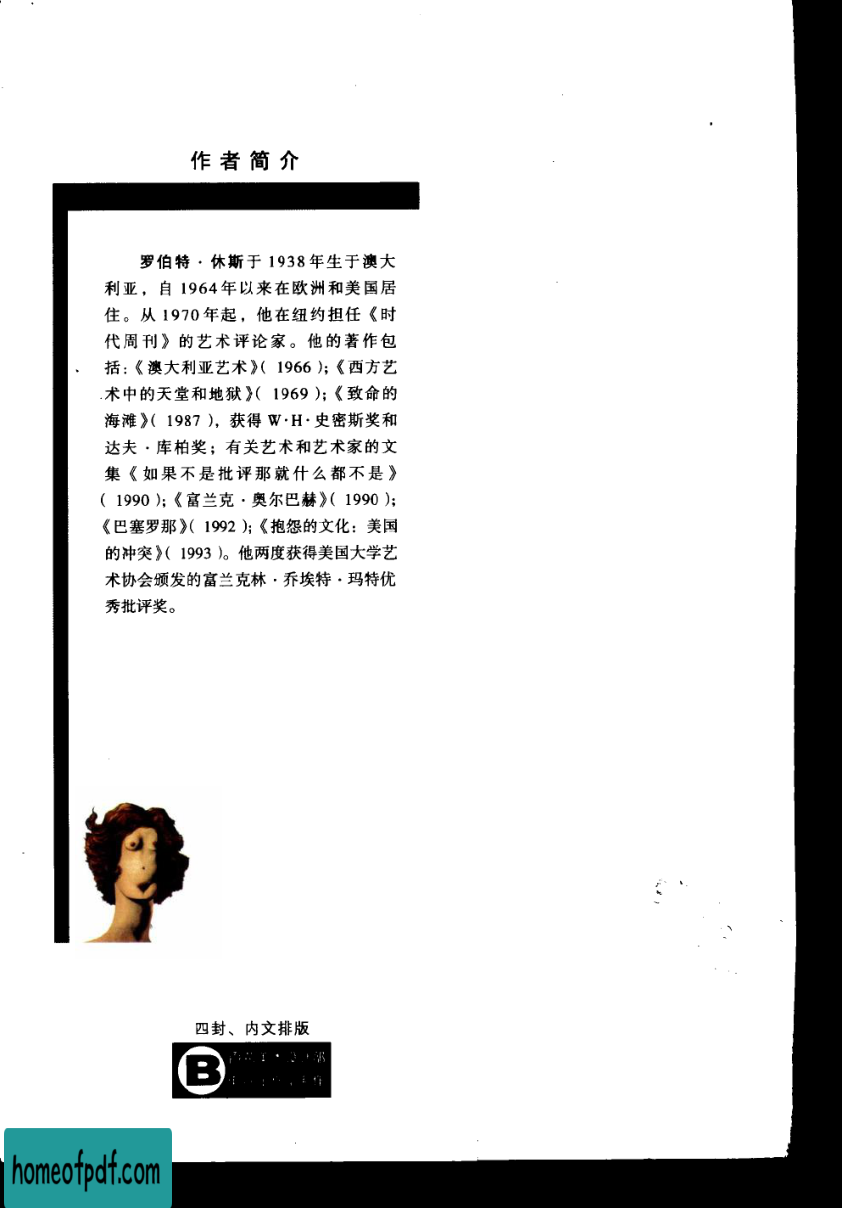 作者简介
罗伯特·休斯于1938年生于澳大
利亚，自1964年以来在欧洲和美国居
住。从1970年起，他在纽约担任《时
代周刊》的艺术评论家。他的著作包
括：《澳大利亚艺术》（1966）；《西方艺
术中的天堂和地狱》（1969）；《致命的
海滩》（1987），获得W·H·史密斯奖和
达夫·库柏奖；有关艺术和艺术家的文
集《如果不是批评那就什么都不是》
（1990）；《富兰克·奥尔巴赫》（1990）；
《巴塞罗那》（1992）；《抱怨的文化：美国
的冲突》（1993）。他两度获得美国大学艺
术协会颁发的富兰克林·乔埃特·玛特优
秀批评奖。
四封、内文排版
B
homeofpdf.com